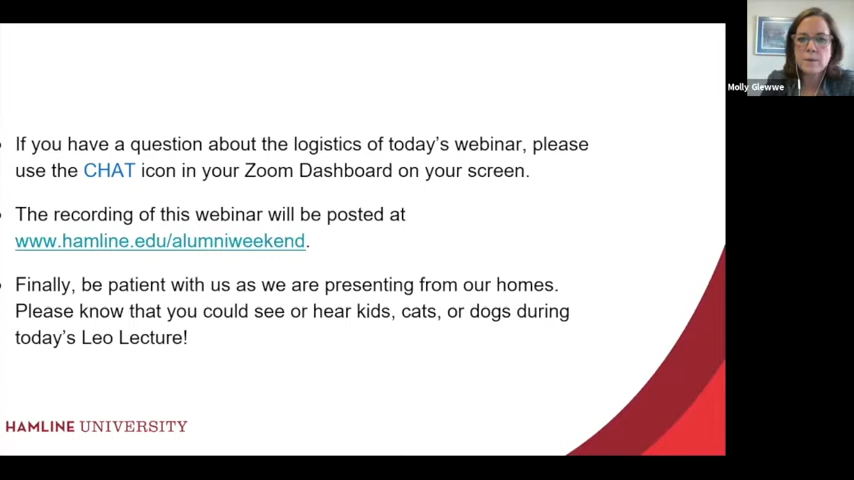 If you have a question about the logistics of today's webinar, please
use the CHAT icon in your Zoom Dashboard on your screen.
The recording of this webinar will be posted at
www.hamline.edu/alumniweekend.
Finally, be patient with us as we are presenting from our homes.
Please know that you could see or hear kids, cats, or dogs during
today's Leo Lecture!
HAMLINE UNIVERSITY
Molly Glewwe